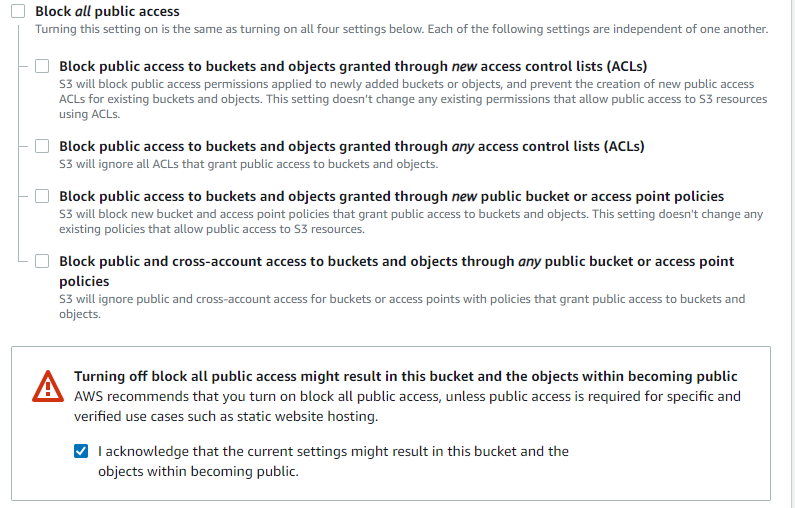 Block all public access
Turning this setting on is the same as turning on all four settings below. Each of the following settings are independent of one another.
Block public access to buckets and objects granted through new access control lists (ACLs)
S3 will block public access permissions applied to newly added buckets or objects, and prevent the creation of new public access
ACLs for existing buckets and objects. This setting doesn't change any existing permissions that allow public access to S3 resources
using ACLs.
Block public access to buckets and objects granted through any access control lists (ACLs)
S3 will ignore all ACLs that grant public access to buckets and objects.
Block public access to buckets and objects granted through new public bucket or access point policies
S3 will block new bucket and access point policies that grant public access to buckets and objects. This setting doesn't change any
existing policies that allow public access to S3 resources.
Block public and cross-account access to buckets and objects through any public bucket or access point
policies
S3 will ignore public and cross-account access for buckets or access points with policies that grant public access to buckets and
objects.
Turning off block all public access might result in this bucket and the objects within becoming public
AWS recommends that you turn on block all public access, unless public access is required for specific and
verified use cases such as static website hosting.
I acknowledge that the current settings might result in this bucket and the
objects within becoming public.